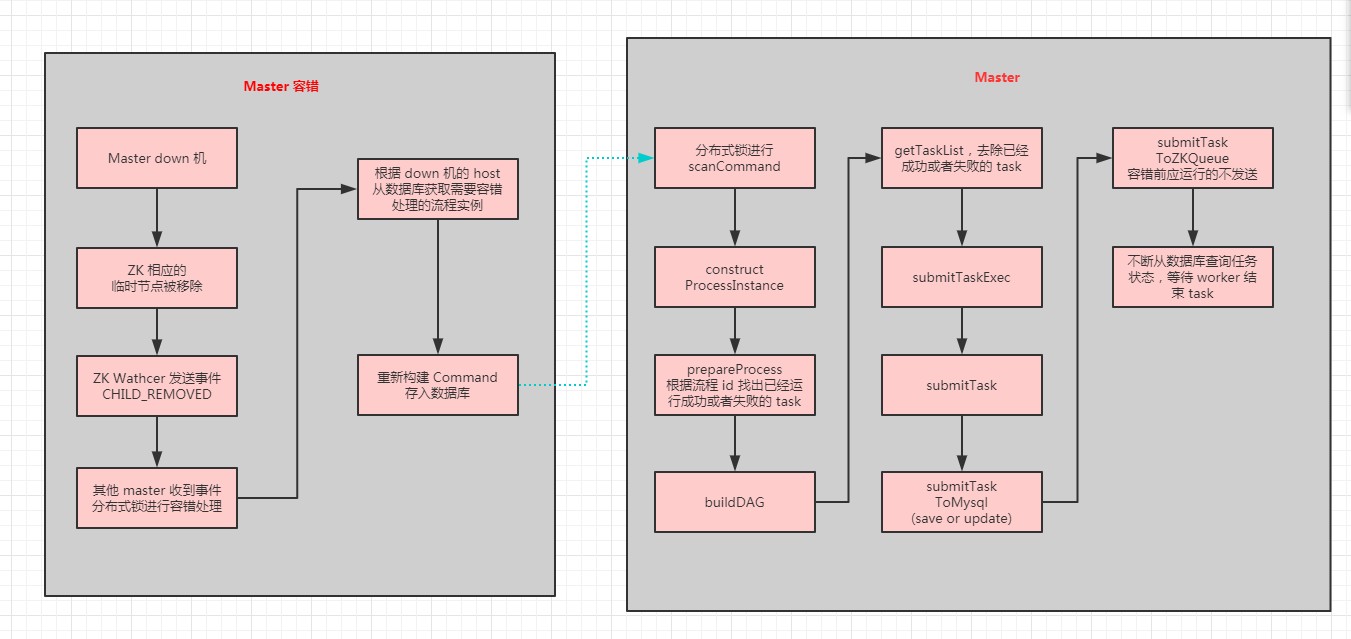 Master 容错
Master down 机
ZK 相应的
临时节点被移除
ZK Wathcer 发送事件
CHILD_REMOVED
其他 master 收到事件
分布式锁进行容错处理
根据 down 机的 host
从数据库获取需要容错
处理的流程实例
重新构建 Command
存入数据库
Master
分布式锁进行
scanCommand
construct
ProcessInstance
prepareProcess
根据流程 id 找出已经运
行成功或者失败的 task
buildDAG
getTaskList，去除已经
成功或者失败的 task
submitTaskExec
submitTask
submitTask
ToMysql
(save or update)
submitTask
ToZKQueue
容错前应运行的不发送
不断从数据库查询任务
状态，等待 worker 结
束 task